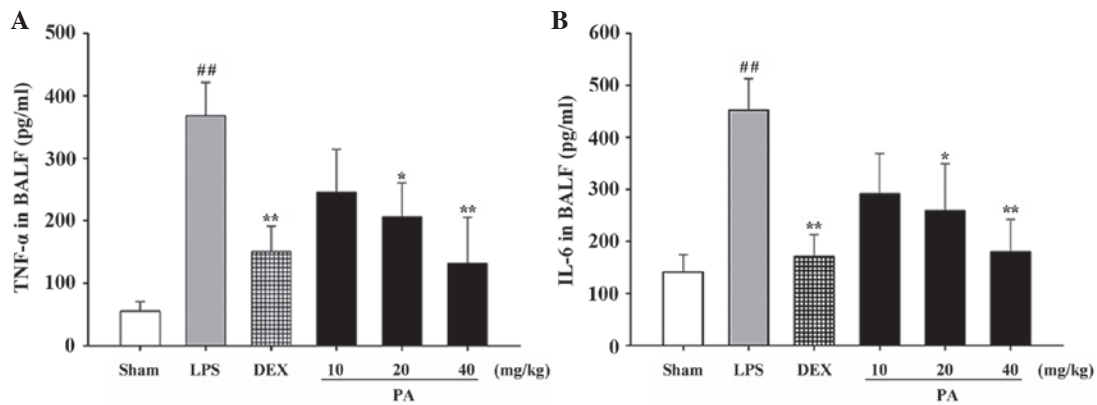 A
TNF-α in BALF (pg/ml)
500
400
300
200
100
0
##
**
*
**
Sham LPS DEX 10 20 40 (mg/kg)
PA
B
IL-6 in BALF (pg/ml)
600
500
400
300
200
100
0
##
**
*
**
Sham LPS DEX 10 20 40 (mg/kg)
PA